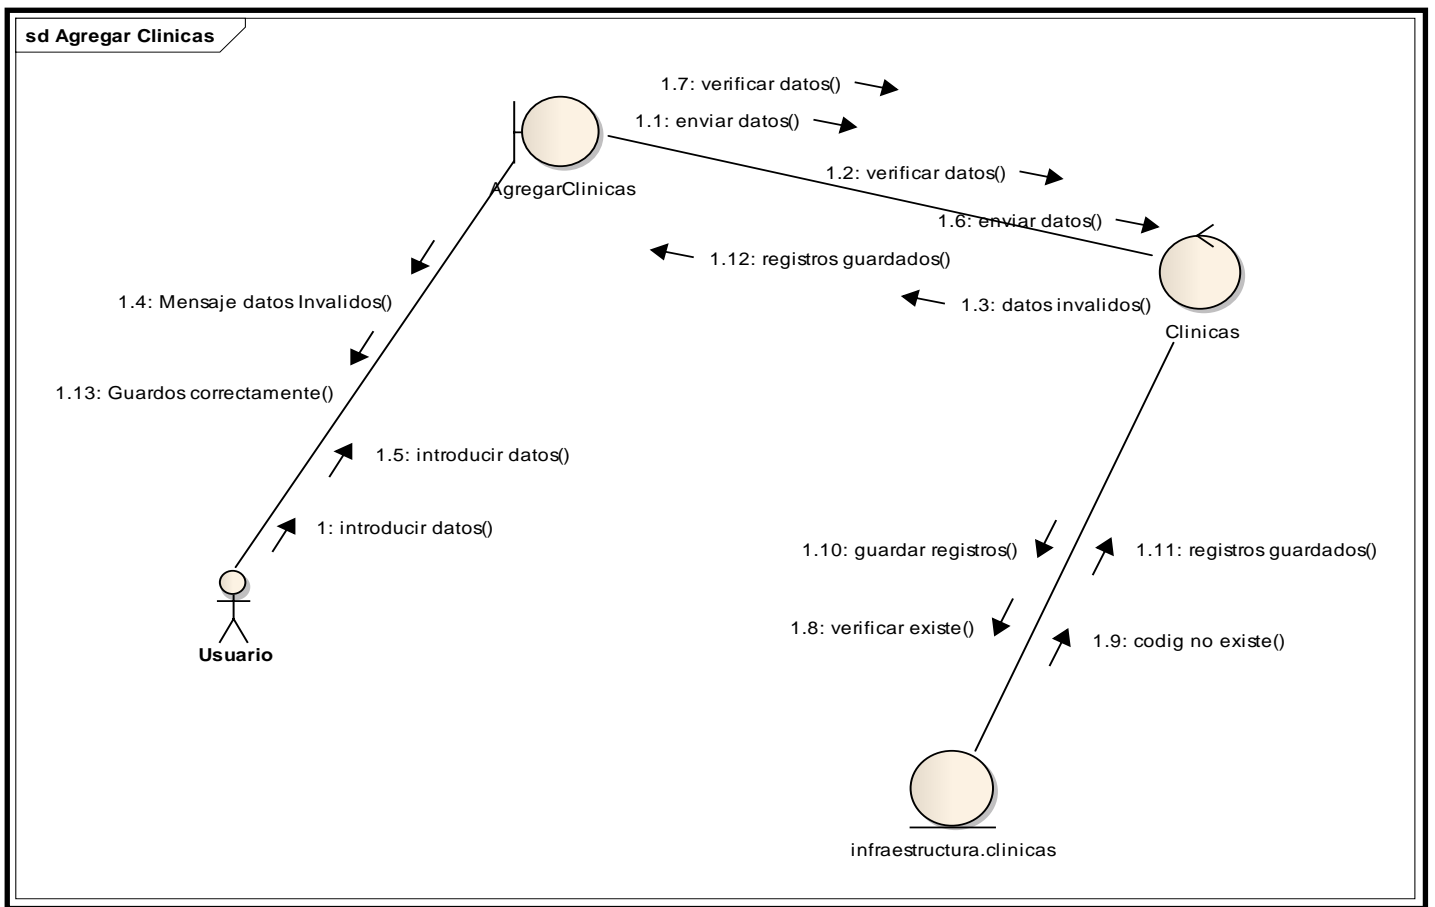 sd Agregar Clinicas
1.7: verificar datos()
1.1: enviar datos()
1.2: verificar datos()
AgregarClinicas
1.6: enviar datos()
1.12: registros guardados()
1.4: Mensaje datos Invalidos()
1.3: datos invalidos()
Clinicas
1.13: Guardos correctamente()
1.5: introducir datos()
1: introducir datos()
1.10: guardar registros()
1.11: registros guardados()
1.8: verificar existe()
1.9: codig no existe()
Usuario
infraestructura.clinicas